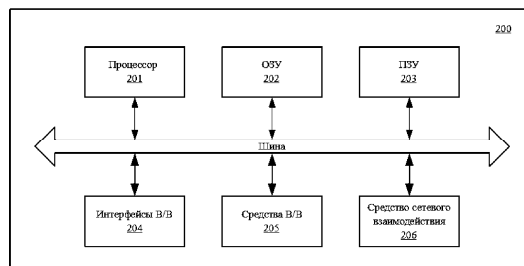 200
Процессор
201
ОЗУ
202
ПЗУ
203
Шина
Интерфейсы В/В
204
Средства В/В
205
Средство сетевого
взаимодействия
206